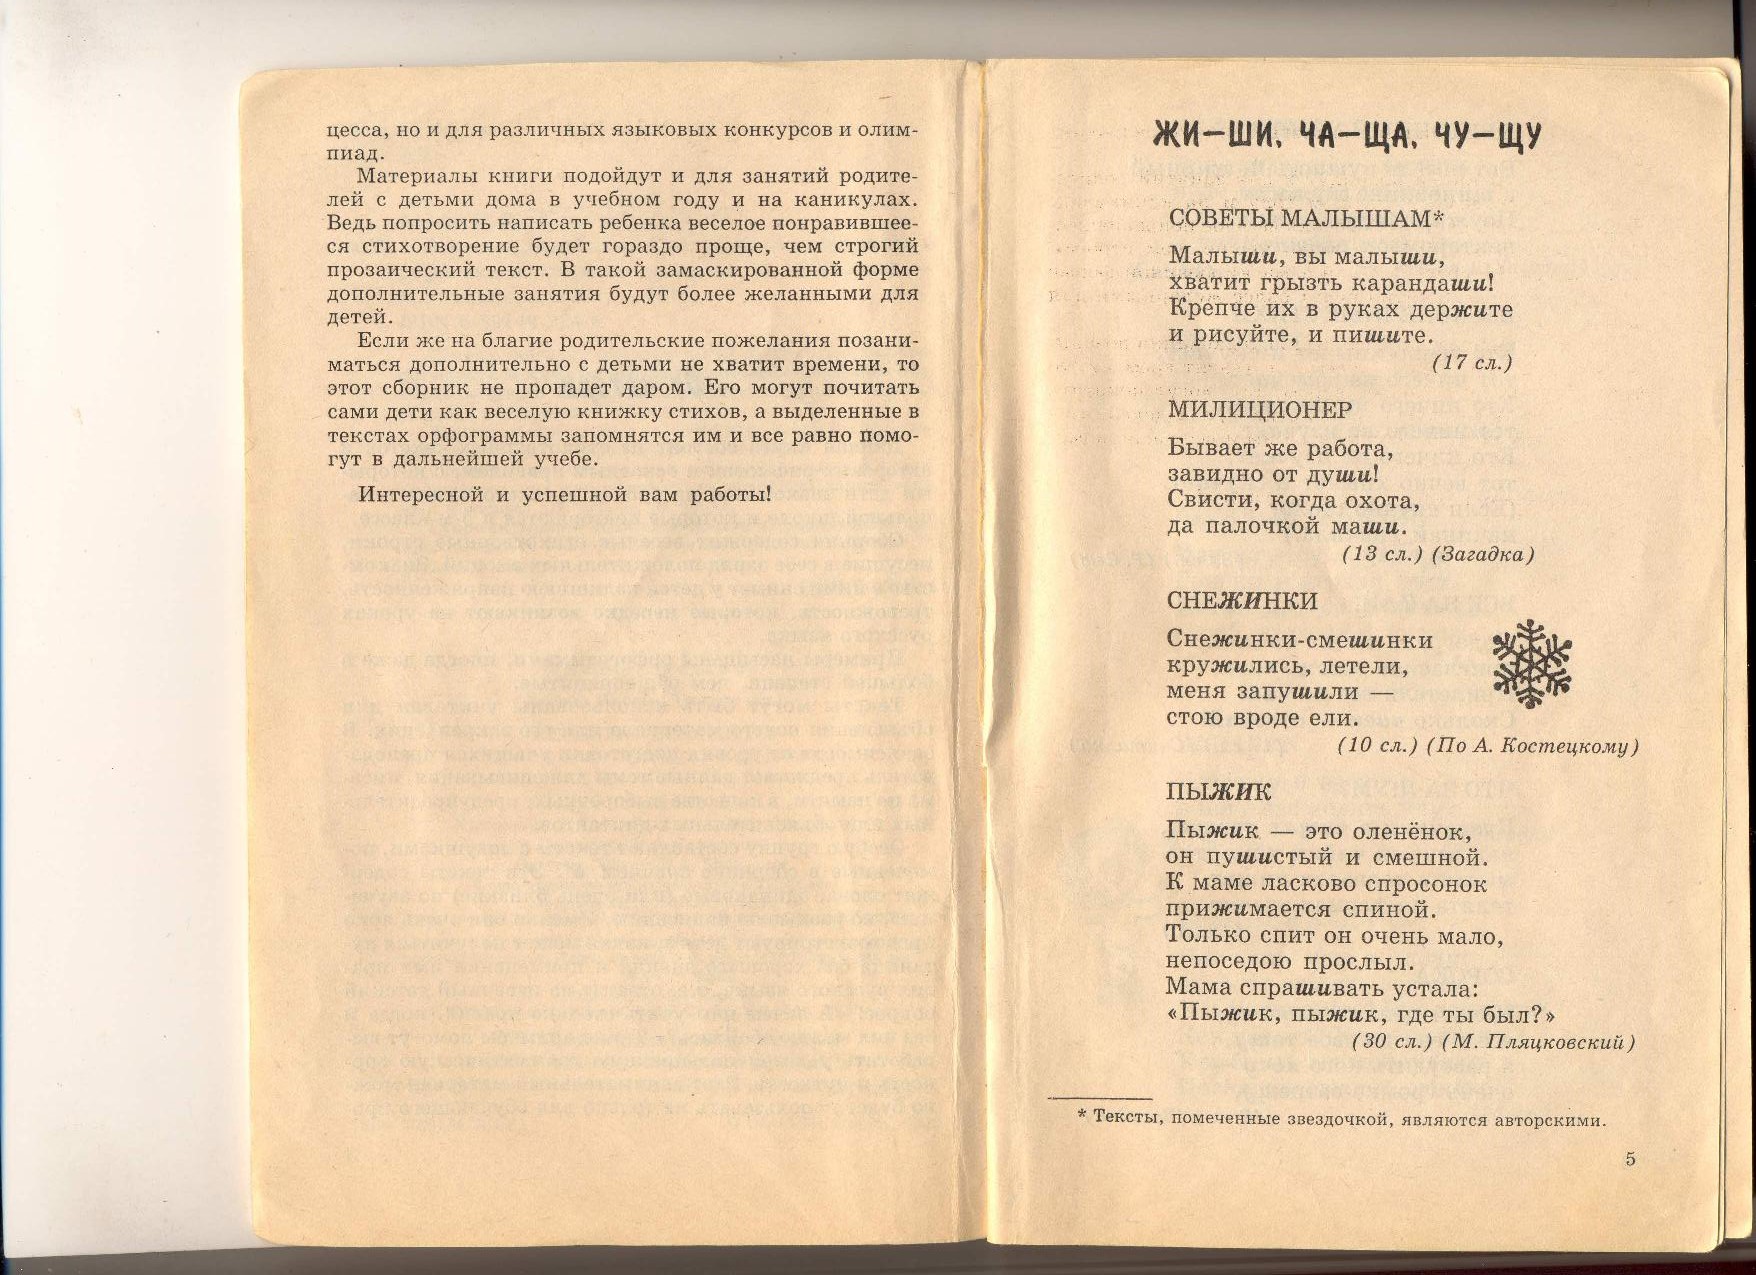 цесса, но и для различных языковых конкурсов и олим-
пиад.
Материалы книги подойдут и для занятий родите-
лей с детьми дома в учебном году и на каникулах.
Ведь попросить написать ребенка веселое понравившее-
ся стихотворение будет гораздо проще, чем строгий
прозаический текст. В такой замаскированной форме
дополнительные занятия будут более желанными для
детей.
Если же на благие родительские пожелания позани-
маться дополнительно с детьми не хватит времени, то
этот сборник не пропадет даром. Его могут почитать
сами дети как веселую книжку стихов, а выделенные в
текстах орфограммы запомнятся им и все равно помо-
гут в дальнейшей учебе.
Интересной и успешной вам работы!
ЖИ–ШИ, ЧА–ЩА, ЧУ–ЩУ
СОВЕТЫ МАЛЫШАМ*
Малыши, вы малыши,
хватит грызть карандаши!
Крепче их в руках держите
и рисуйте, и пишите.
(17 сл.)
МИЛИЦИОНЕР
Бывает же работа,
завидно от души!
Свисти, когда охота,
да палочкой маши.
(13 сл.) (Загадка)
СНЕЖИНКИ
Снежинки-смешинки
кружились, летели,
меня запушили —
стою вроде ели.
(10 сл.) (По А. Костецкому)
ПЫЖИК
Пыжик — это оленёнок,
он пушистый и смешной.
К маме ласково спросонок
прижимается спиной.
Только спит он очень мало,
непоседою прослыл.
Мама спрашивать устала:
«Пыжик, пыжик, где ты был?»
(30 сл.) (М. Пляцковский)
* Тексты, помеченные звездочкой, являются авторскими.
5